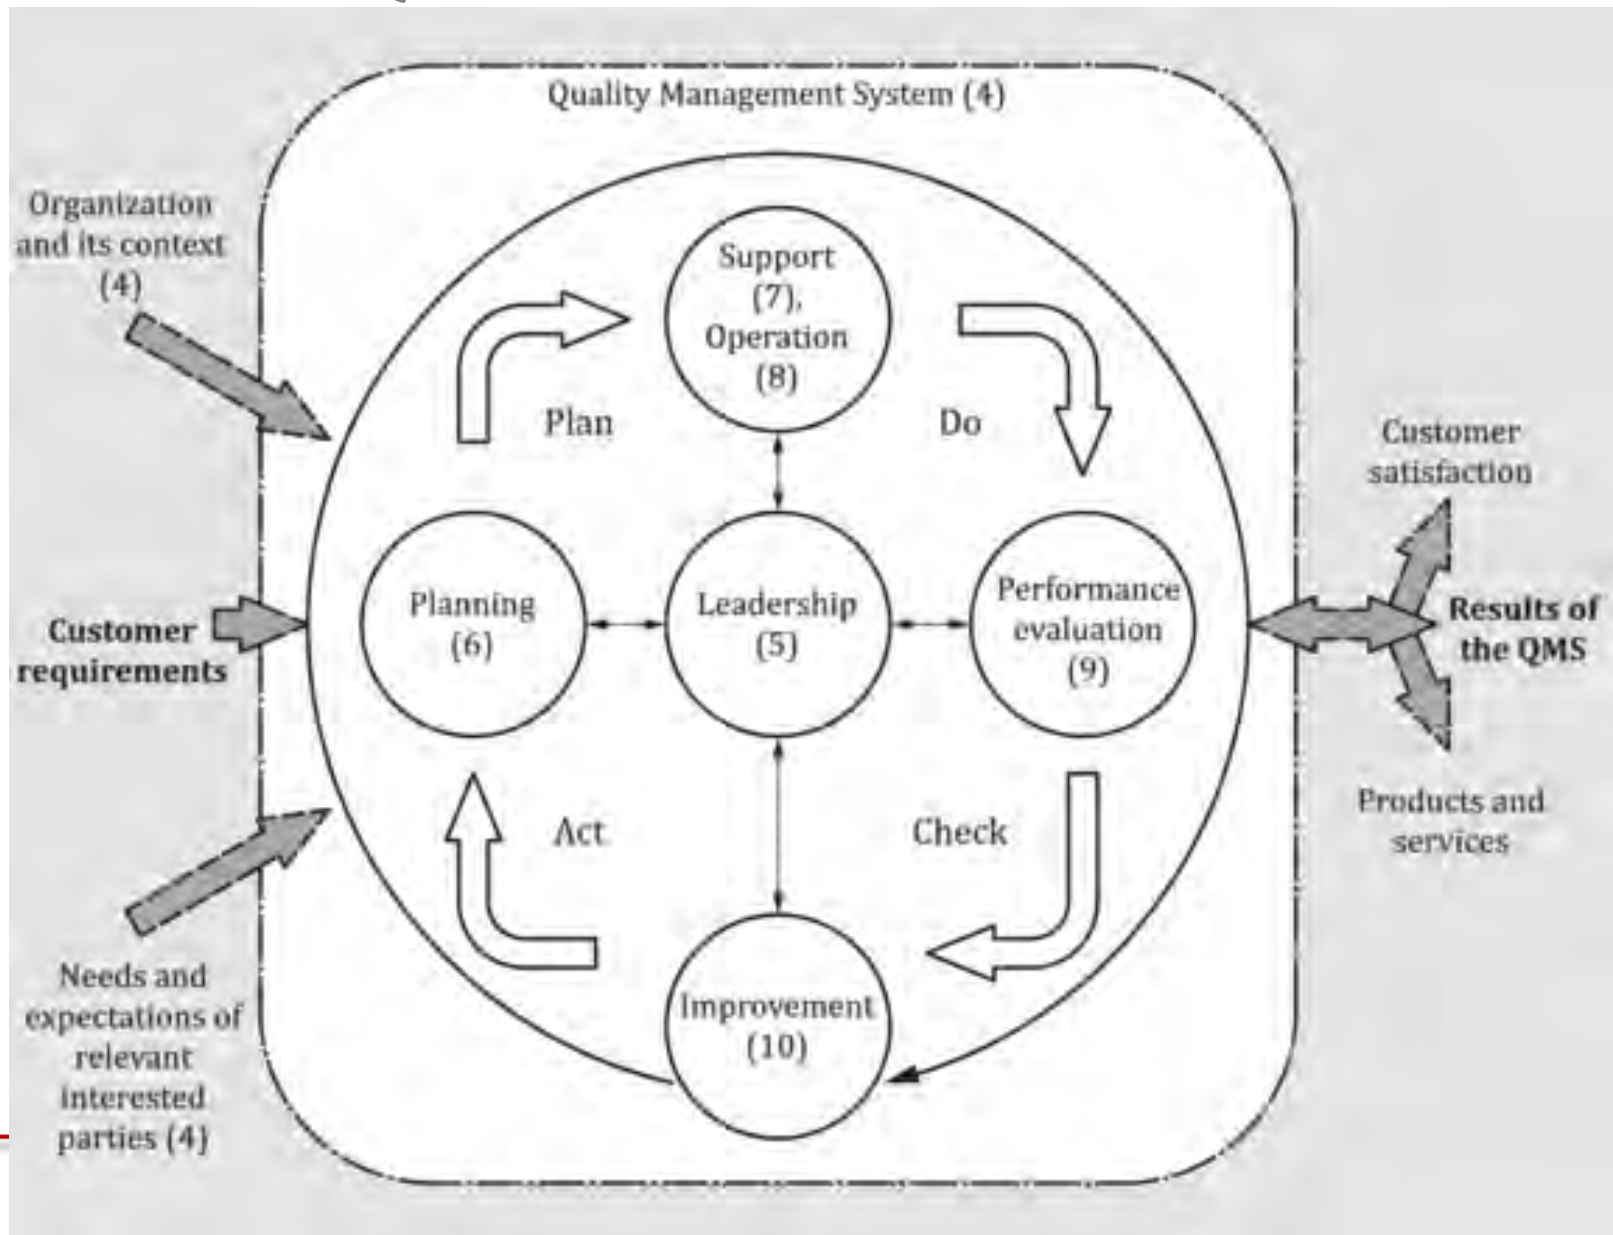 Quality Management System (4)
Organization
and its context
(4)
Support
(7),
Operation
(8)
Plan
Do
Customer
satisfaction
Planning
(6)
Leadership
(5)
Performance
evaluation
(9)
Customer
requirements
Results of
the QMS
Act
Check
Products and
services
Needs and
expectations of
relevant
interested
parties (4)
Improvement
(10)